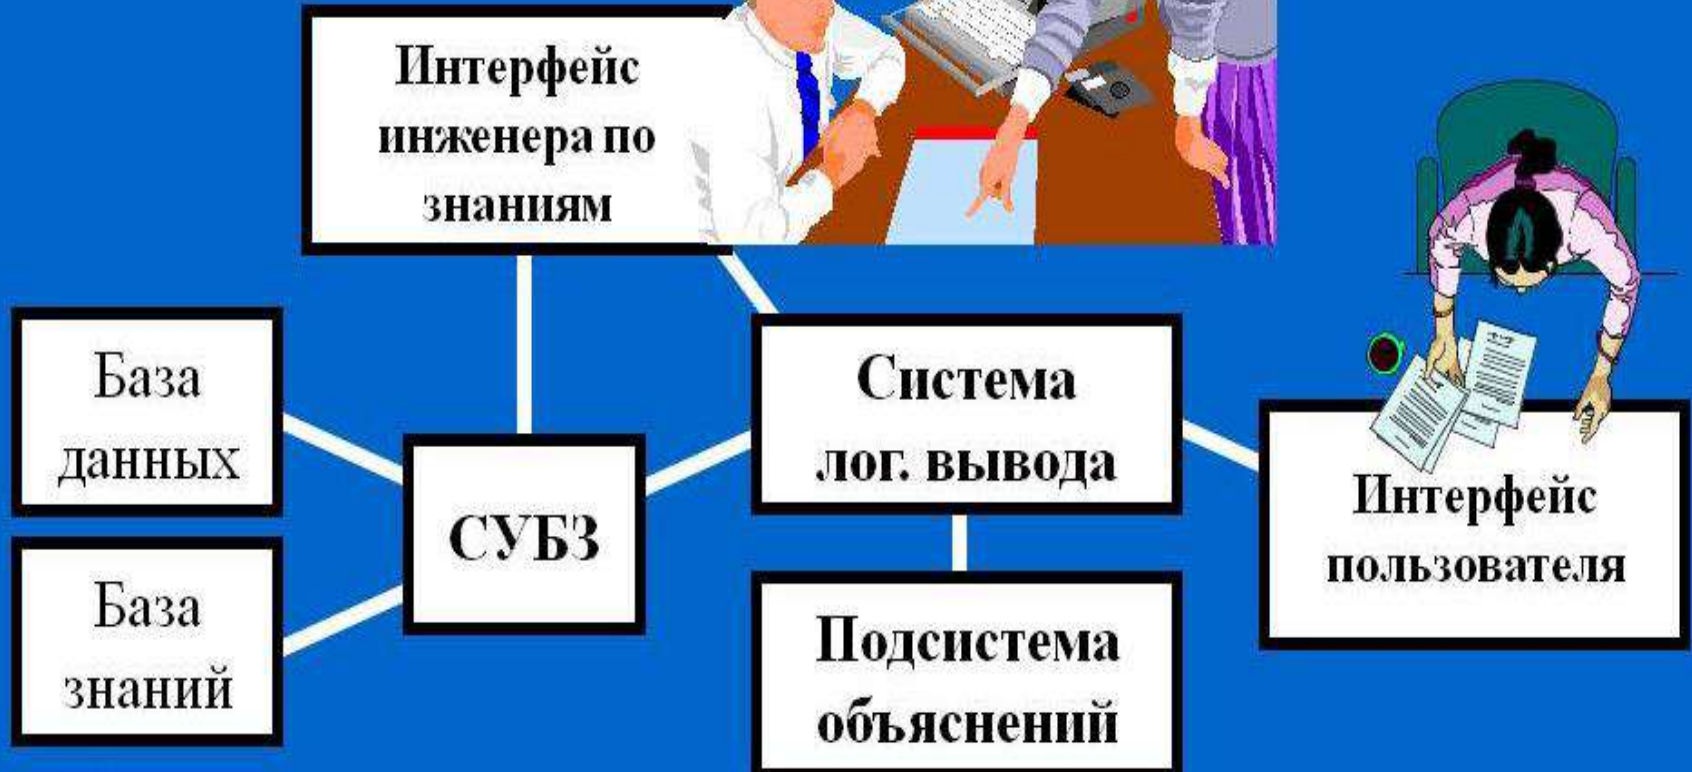 Интерфейс
инженера по
знаниям
База
данных
СУБЗ
Система
лог. вывода
Интерфейс
пользователя
База
знаний
Подсистема
объяснений